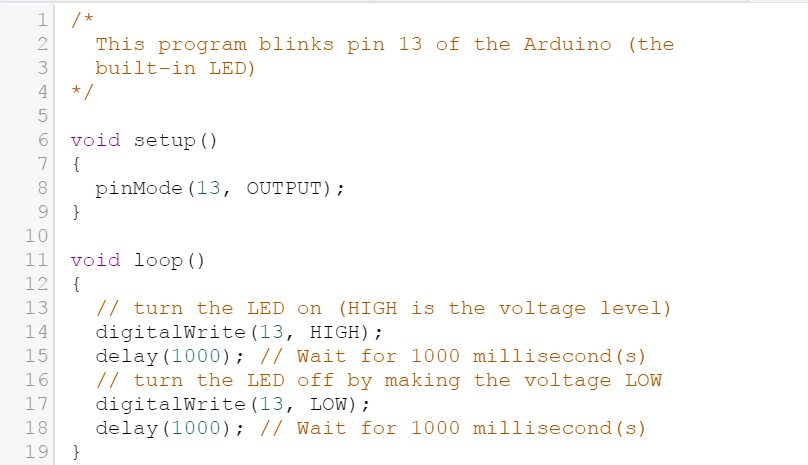 1 /*
2   This program blinks pin 13 of the Arduino (the
3   built-in LED)
4 */
5
6 void setup()
7 {
8   pinMode(13, OUTPUT);
9 }
10
11 void loop()
12 {
13   // turn the LED on (HIGH is the voltage level)
14   digitalWrite(13, HIGH);
15   delay(1000); // Wait for 1000 millisecond(s)
16   // turn the LED off by making the voltage LOW
17   digitalWrite(13, LOW);
18   delay(1000); // Wait for 1000 millisecond(s)
19 }